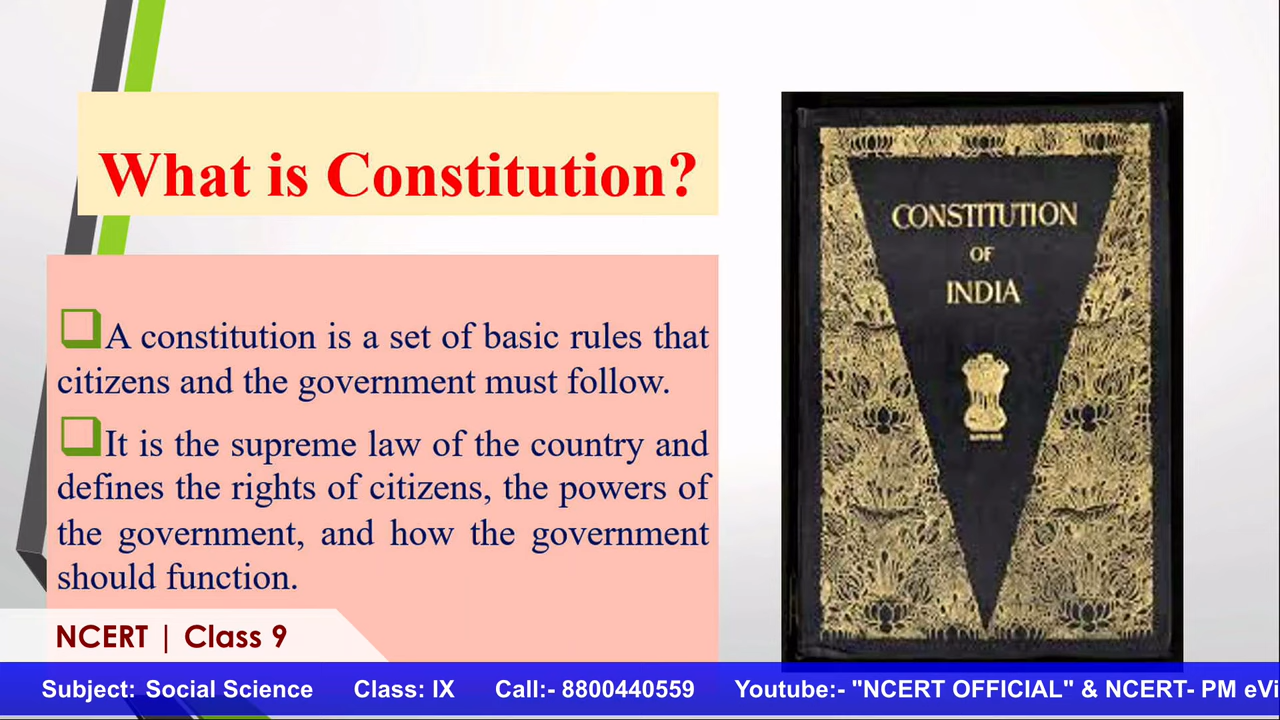 What is Constitution?
A constitution is a set of basic rules that
citizens and the government must follow.
It is the supreme law of the country and
defines the rights of citizens, the powers of
the government, and how the government
should function.
CONSTITUTION
OF
INDIA
NCERT | Class 9
Subject: Social Science Class: IX Call:- 8800440559 Youtube:- "NCERT OFFICIAL" & NCERT- PM eVi